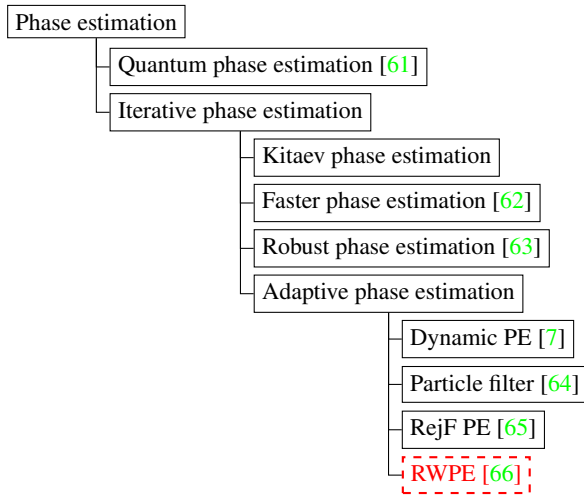 Phase estimation
Quantum phase estimation [61]
Iterative phase estimation
Kitaev phase estimation
Faster phase estimation [62]
Robust phase estimation [63]
Adaptive phase estimation
Dynamic PE [7]
Particle filter [64]
RejF PE [65]
RWPE [66]